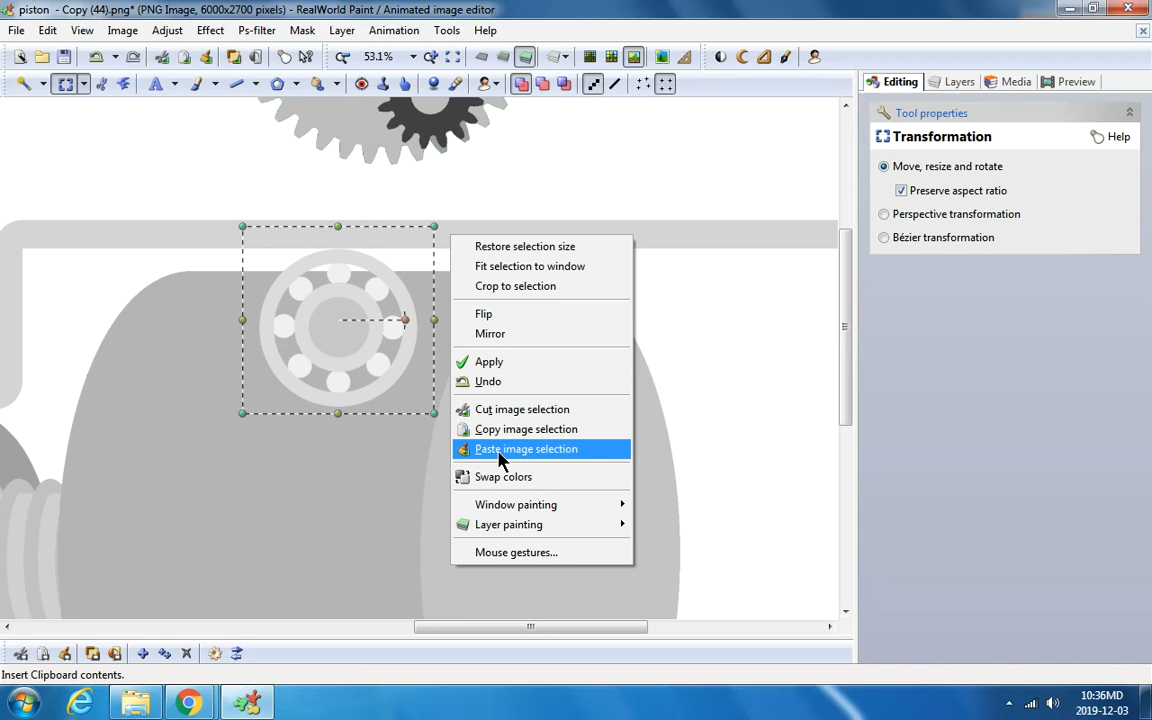 piston - Copy (44).png* (PNG Image, 6000x2700 pixels) - RealWorld Paint / Animated image editor
File Edit View Image Adjust Effect Ps-filter Mask Layer Animation Tools Help
53.1%
Editing Layers Media Preview
Tool properties
Transformation Help
Move, resize and rotate
Preserve aspect ratio
Perspective transformation
Bézier transformation
Restore selection size
Fit selection to window
Crop to selection
Flip
Mirror
Apply
Undo
Cut image selection
Copy image selection
Paste image selection
Swap colors
Window painting
Layer painting
Mouse gestures...
Insert Clipboard contents.
10:36MD
2019-12-03